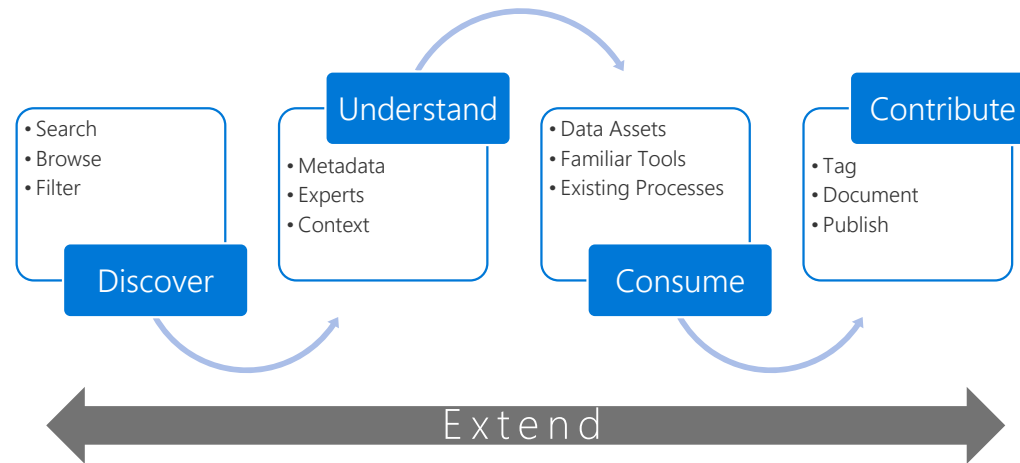 • Search
• Browse
• Filter
Discover
Understand
• Metadata
• Experts
• Context
• Data Assets
• Familiar Tools
• Existing Processes
Consume
Contribute
• Tag
• Document
• Publish
Extend